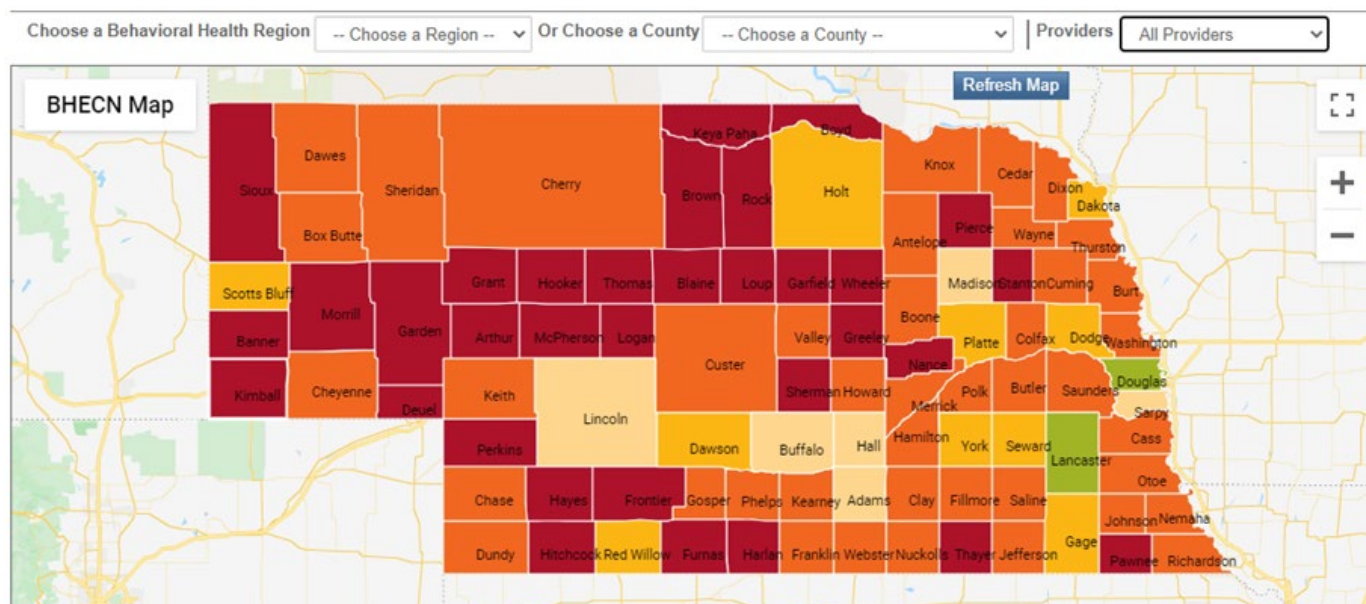 Choose a Behavioral Health Region -- Choose a Region -- Or Choose a County -- Choose a County -- Providers All Providers
BHECN Map
Refresh Map
Keya Paha Boyd
Dawes Sheridan Cherry Knox Cedar Dixon
Sioux Brown Rock Holt Dakota
Box Butte Antelope Pierce Wayne Thurston
Scotts Bluff Grant Hooker Thomas Blaine Loup Garfield Wheeler Madison Stanton Cuming Burt
Morrill Garden Boone
Banner Arthur McPherson Logan Custer Valley Greeley Platte Colfax Dodge Washington
Nance
Kimball Cheyenne Deuel Keith Lincoln Sherman Howard Merrick Polk Butler Saunders Douglas
Sarpy
Perkins Dawson Buffalo Hall Hamilton York Seward Lancaster Cass
Otoe
Chase Hayes Frontier Gosper Phelps Kearney Adams Clay Fillmore Saline
Johnson Nemaha
Dundy Hitchcock Red Willow Furnas Harlan Franklin Webster Nuckolls Thayer Jefferson Gage Pawnee Richardson